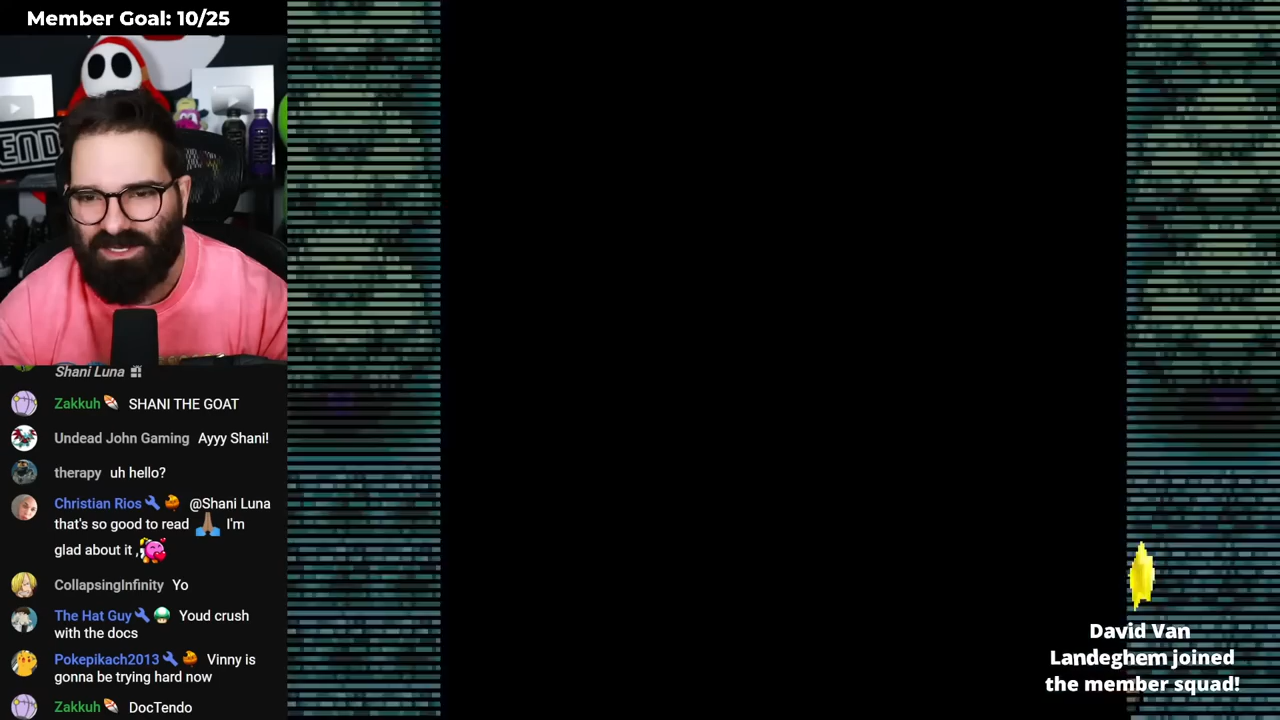 Member Goal: 10/25
END
Shani Luna
Zakkuh SHANI THE GOAT
Undead John Gaming Ayyy Shani!
therapy uh hello?
Christian Rios @Shani Luna
that's so good to read I'm
glad about it ,
CollapsingInfinity Yo
The Hat Guy Youd crush
with the docs
Pokepikach2013 Vinny is
gonna be trying hard now
Zakkuh DocTendo
David Van
Landeghem joined
the member squad!